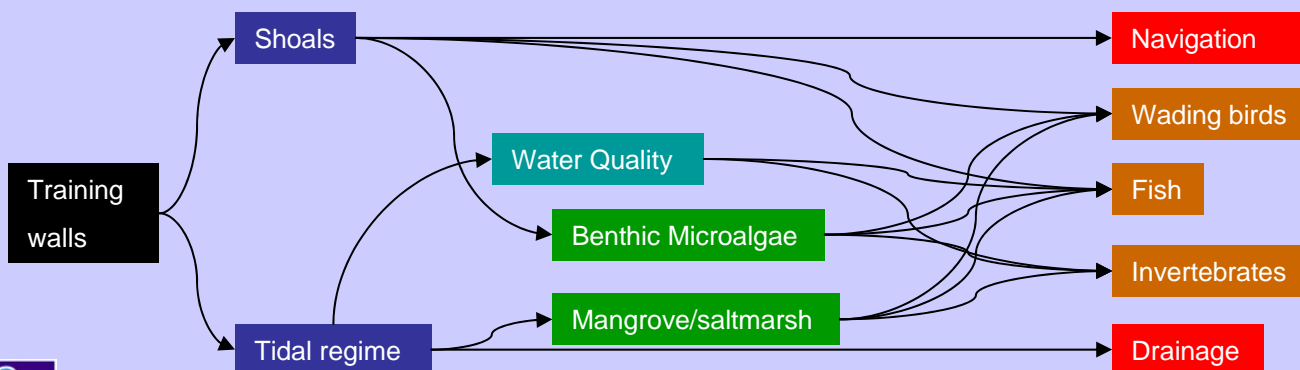 Shoals
Navigation
Wading birds
Water Quality
Training
walls
Fish
Benthic Microalgae
Invertebrates
Mangrove/saltmarsh
Tidal regime
Drainage